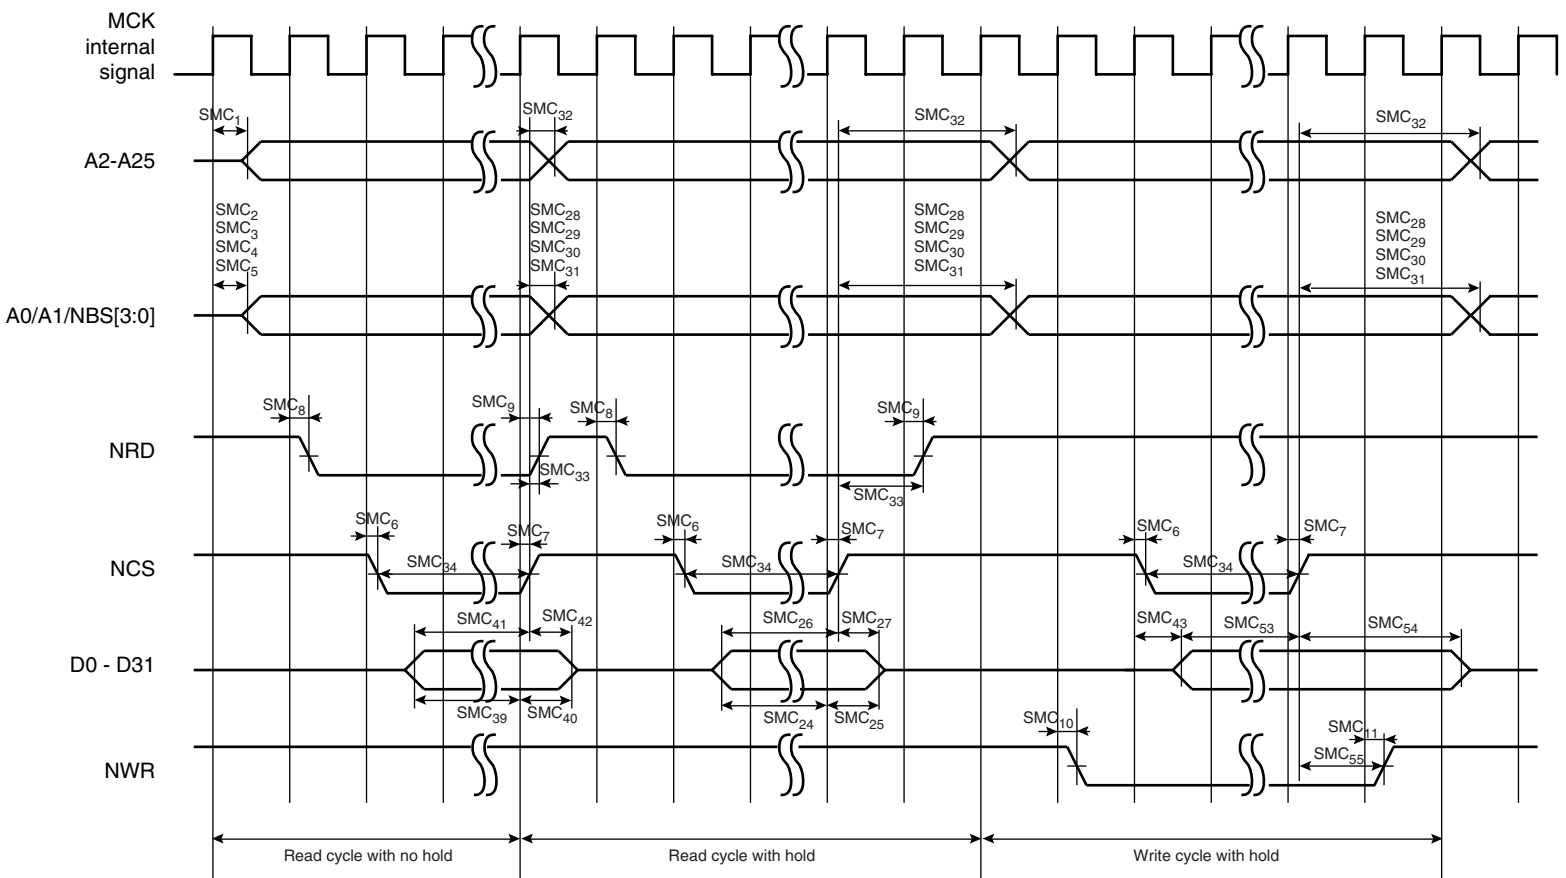 MCK
internal
signal
SMC1
SMC32
SMC32
SMC32
A2-A25
SMC2
SMC3
SMC4
SMC5
SMC28
SMC29
SMC30
SMC31
SMC28
SMC29
SMC30
SMC31
SMC28
SMC29
SMC30
SMC31
A0/A1/NBS[3:0]
SMC8
SMC9
SMC8
SMC9
NRD
SMC33
SMC33
SMC6
SMC7
SMC6
SMC7
SMC6
SMC7
NCS
SMC34
SMC34
SMC34
SMC41
SMC42
SMC26
SMC27
SMC43
SMC53
SMC54
D0 - D31
SMC39
SMC40
SMC24
SMC25
SMC10
SMC11
SMC55
NWR
Read cycle with no hold
Read cycle with hold
Write cycle with hold